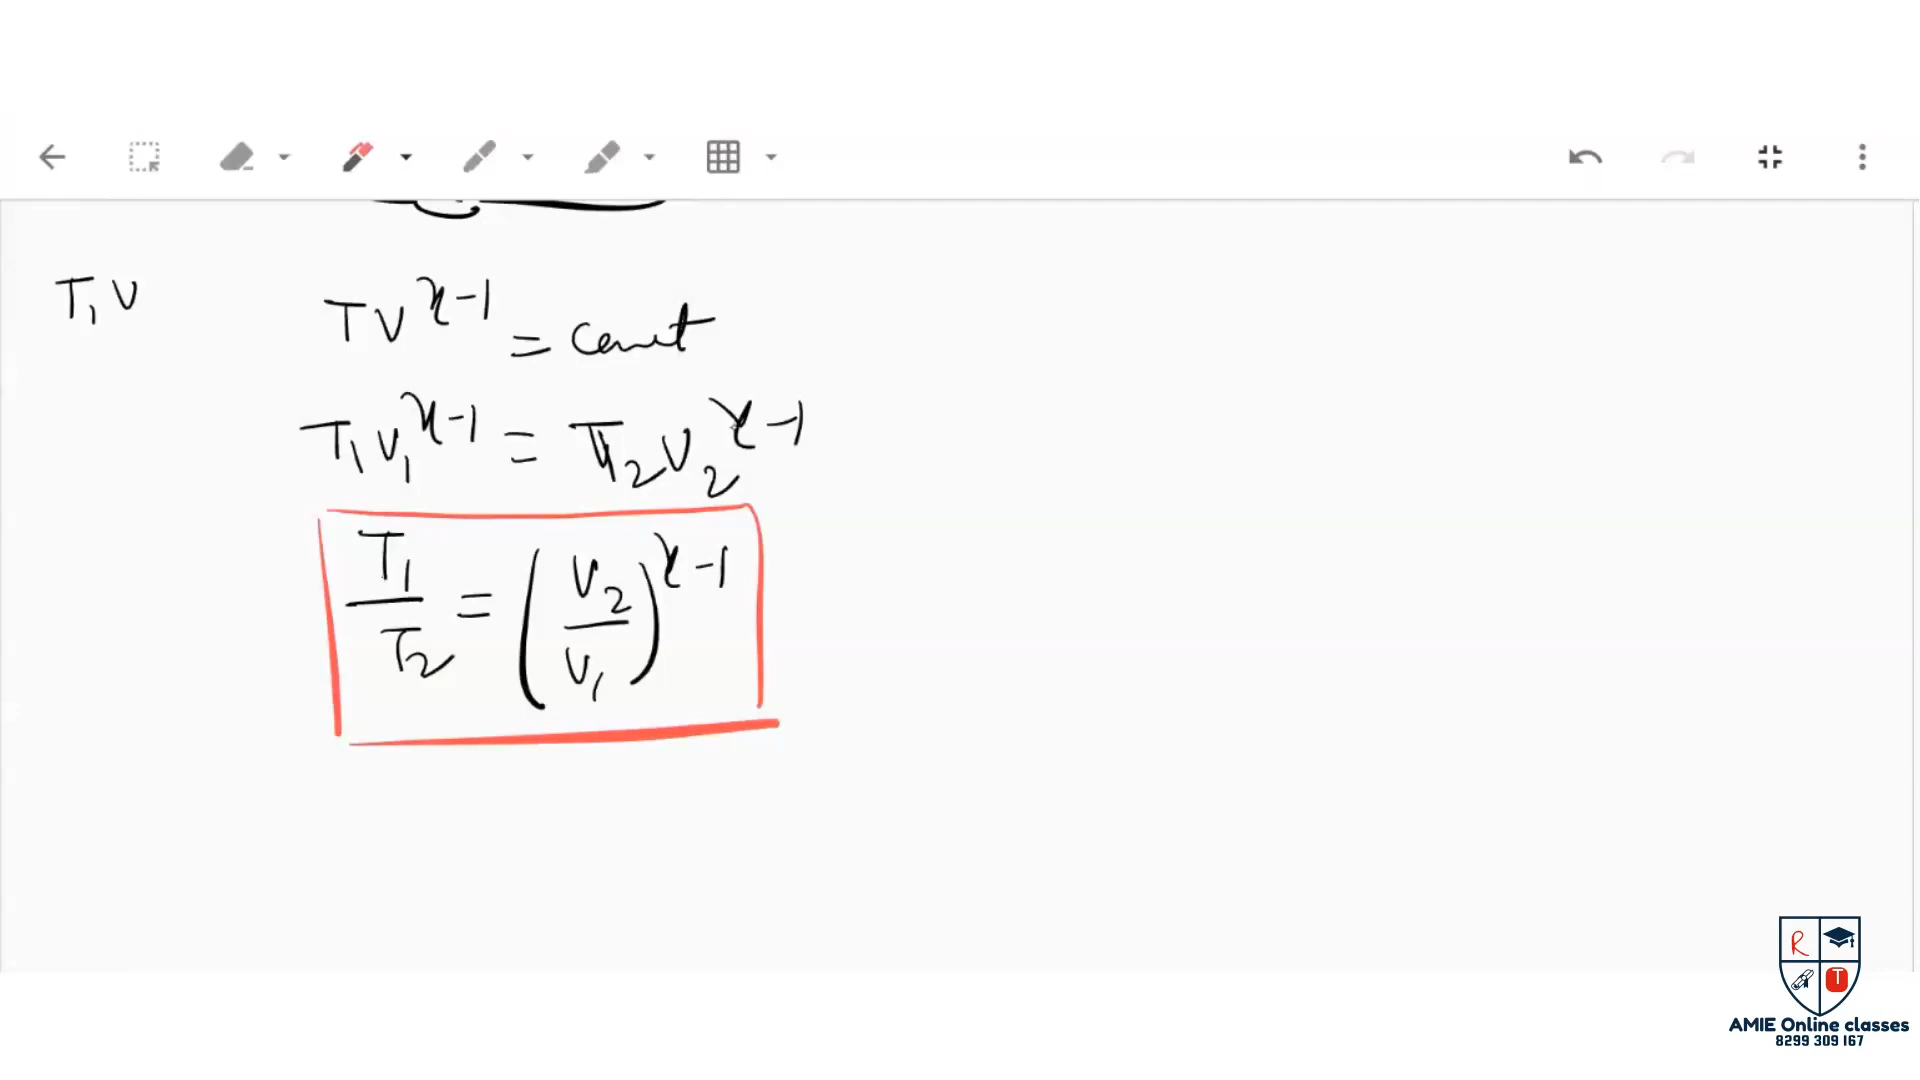 T, V
TV^γ-1 = const
T₁V₁^γ-1 = T₂V₂^γ-1
T₁/T₂ = (V₂/V₁)^γ-1
R
T
AMIE Online classes
8299 309 167